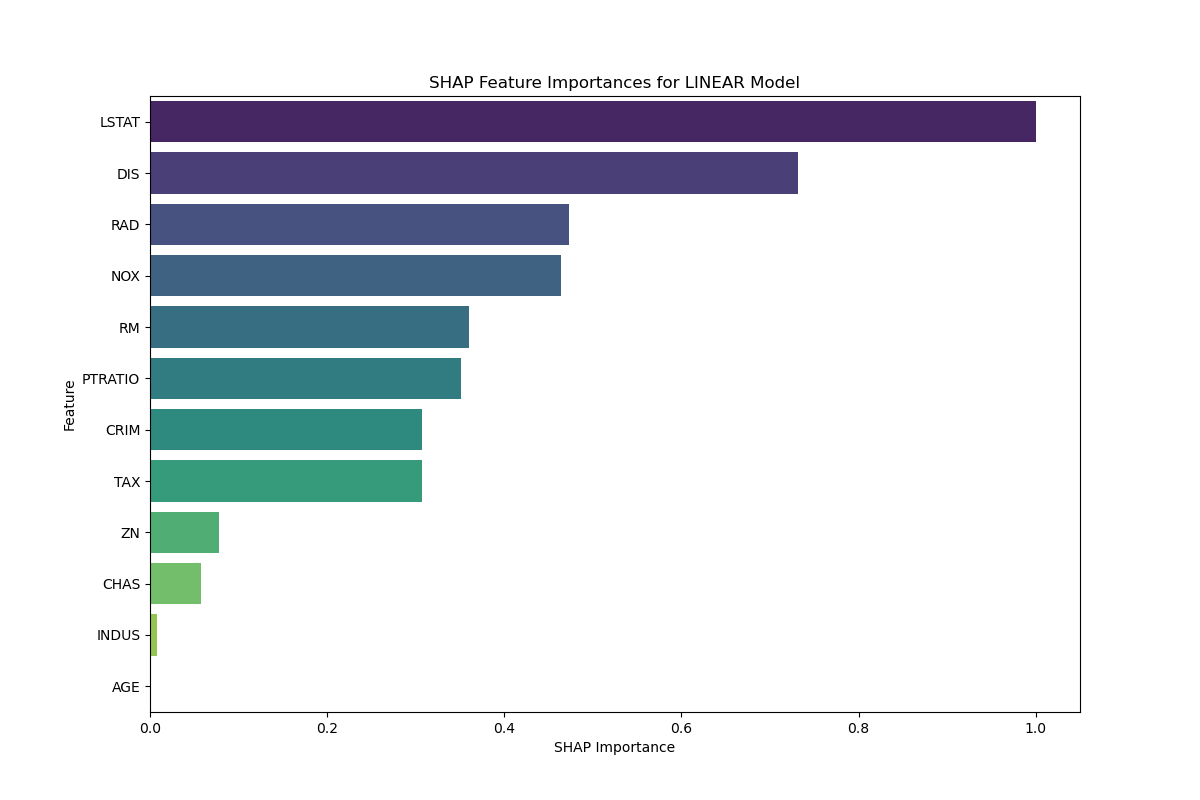 SHAP Feature Importances for LINEAR Model
LSTAT
DIS
RAD
NOX
RM
PTRATIO
CRIM
TAX
ZN
CHAS
INDUS
AGE
Feature
0.0 0.2 0.4 0.6 0.8 1.0
SHAP Importance